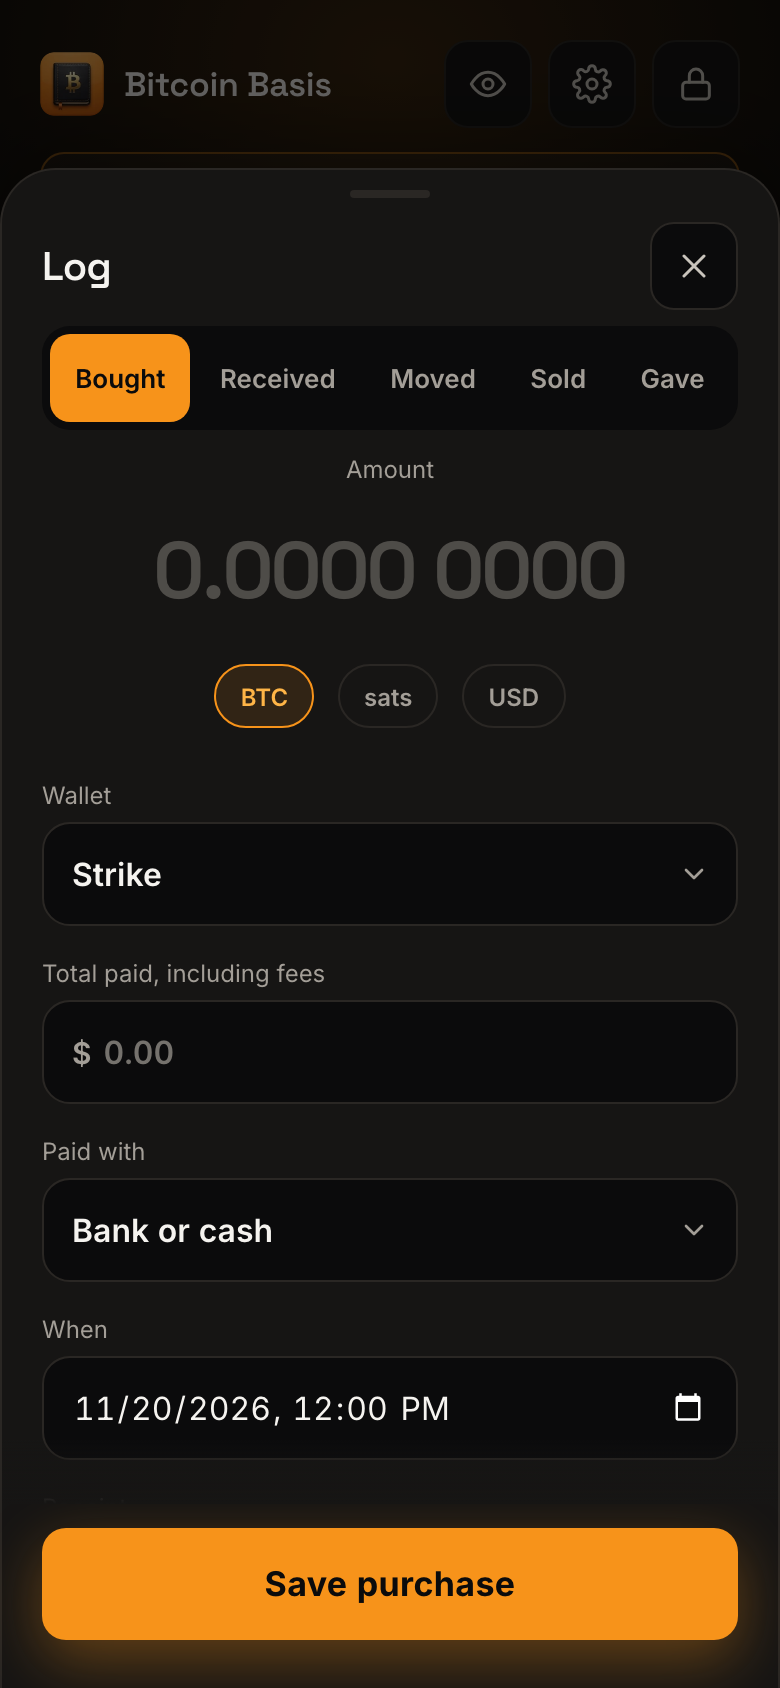 Bitcoin Basis
Log
Bought Received Moved Sold Gave
Amount
0.0000 0000
BTC sats USD
Wallet
Strike
Total paid, including fees
$ 0.00
Paid with
Bank or cash
When
11/20/2026, 12:00 PM
Save purchase